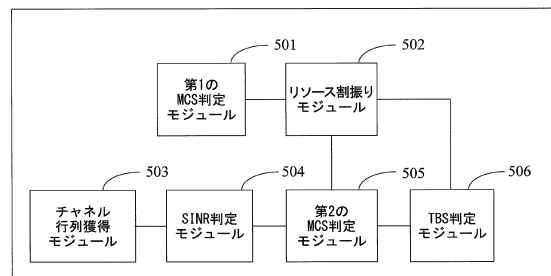 501
502
第1の
MCS判定
モジュール
リソース割振り
モジュール
503
504
505
506
チャネル
行列獲得
モジュール
SINR判定
モジュール
第2の
MCS判定
モジュール
TBS判定
モジュール